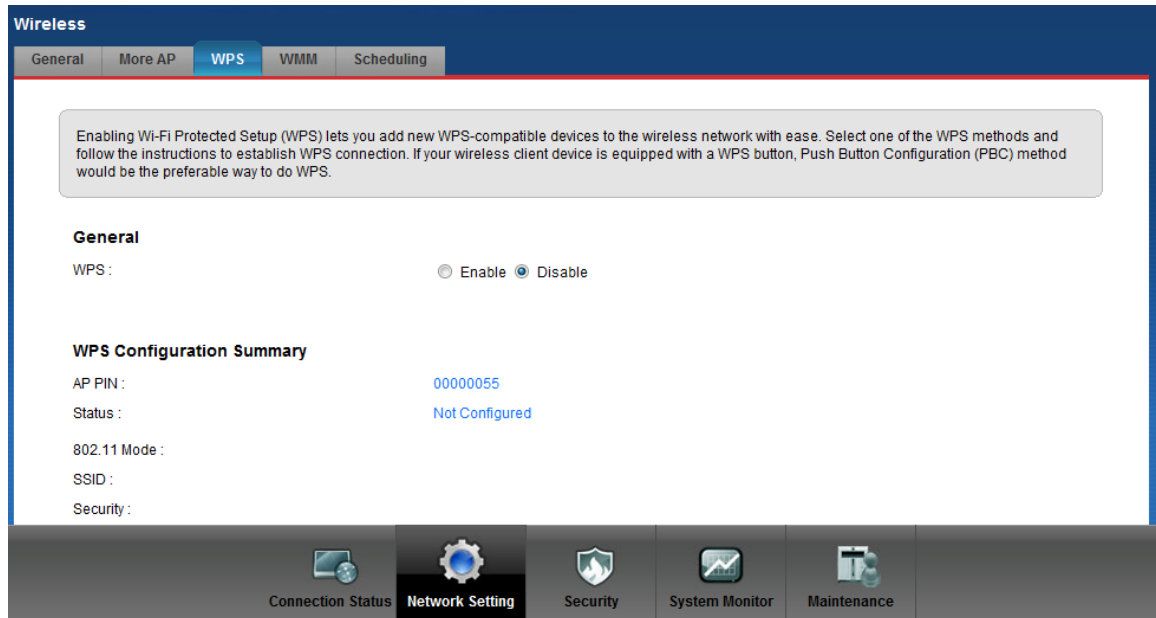 Wireless
General More AP WPS WMM Scheduling
Enabling Wi-Fi Protected Setup (WPS) lets you add new WPS-compatible devices to the wireless network with ease. Select one of the WPS methods and
follow the instructions to establish WPS connection. If your wireless client device is equipped with a WPS button, Push Button Configuration (PBC) method
would be the preferable way to do WPS.
General
WPS : Enable Disable
WPS Configuration Summary
AP PIN : 00000055
Status : Not Configured
802.11 Mode :
SSID :
Security :
Connection Status Network Setting Security System Monitor Maintenance